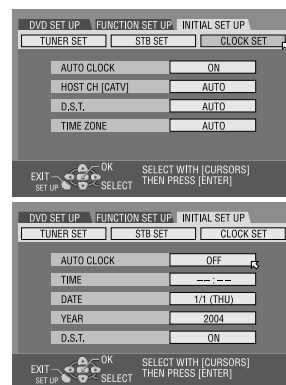 DVD SET UP FUNCTION SET UP INITIAL SET UP
TUNER SET STB SET CLOCK SET
AUTO CLOCK ON
HOST CH [CATV] AUTO
D.S.T. AUTO
TIME ZONE AUTO
OK
EXIT
SET UP
SELECT
SELECT WITH [CURSORS]
THEN PRESS [ENTER]
DVD SET UP FUNCTION SET UP INITIAL SET UP
TUNER SET STB SET CLOCK SET
AUTO CLOCK OFF
TIME --:--
DATE 1/1 (THU)
YEAR 2004
D.S.T. ON
OK
EXIT
SET UP
SELECT
SELECT WITH [CURSORS]
THEN PRESS [ENTER]